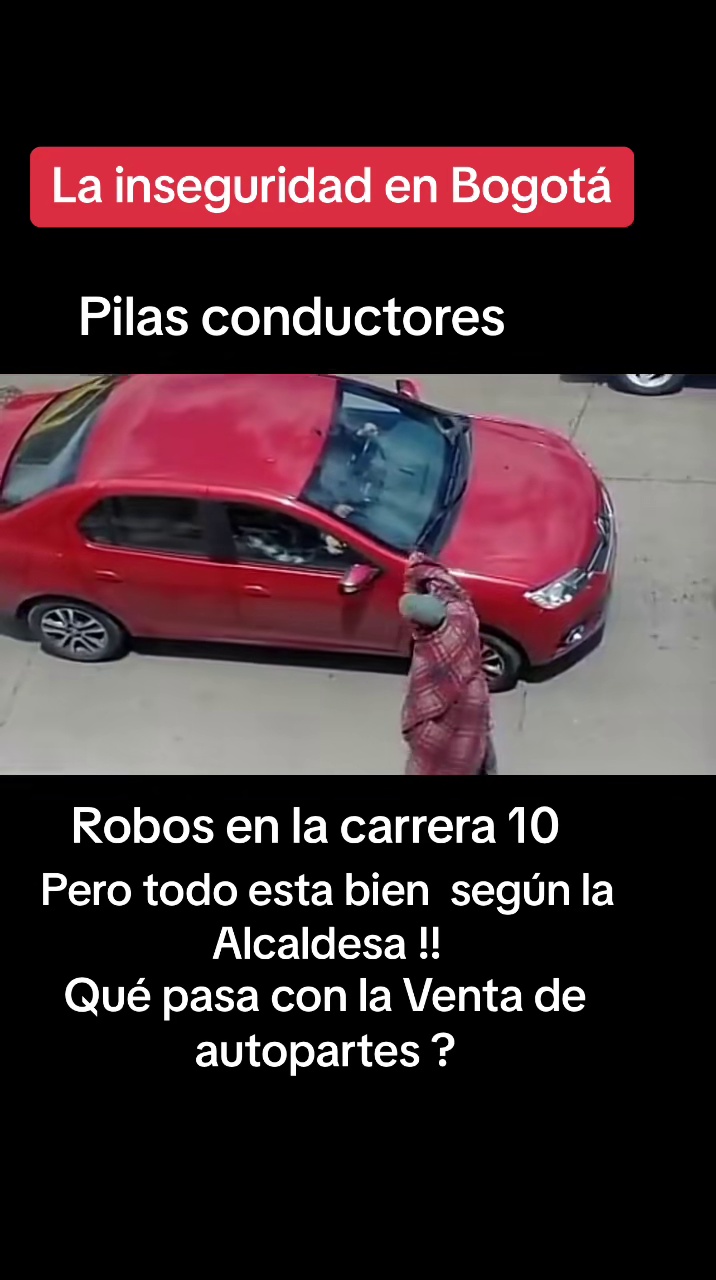 La inseguridad en Bogotá
Pilas conductores
Robos en la carrera 10
Pero todo esta bien  según la
Alcaldesa !!
Qué pasa con la Venta de
autopartes ?